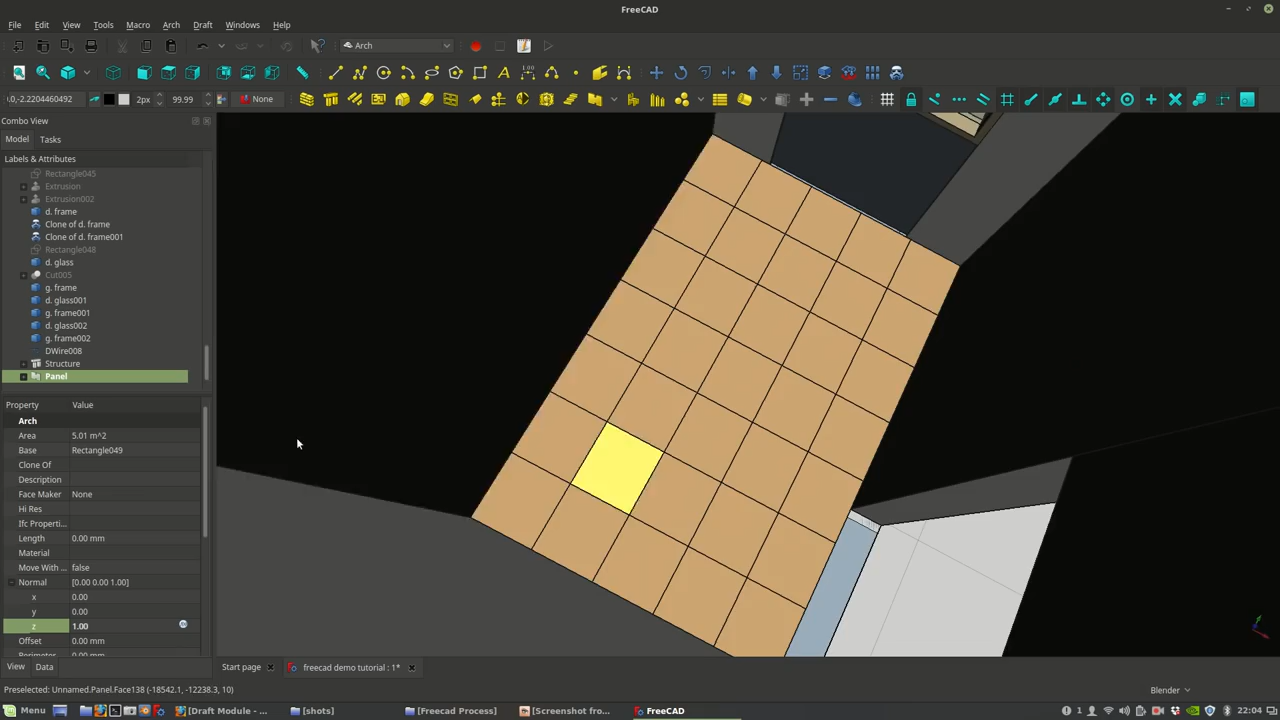 FreeCAD
File Edit View Tools Macro Arch Draft Windows Help
Arch
0,-2.2204460492 2px 99.99 None
Combo View
Model Tasks
Labels & Attributes
Rectangle045
Extrusion
Extrusion002
d. frame
Clone of d. frame
Clone of d. frame001
Rectangle048
d. glass
Cut005
g. frame
d. glass001
g. frame001
d. glass002
g. frame002
DWire008
Structure
Panel
Property Value
Arch
Area 5.01 m^2
Base Rectangle049
Clone Of
Description
Face Maker None
Hi Res
Ifc Properti...
Length 0.00 mm
Material
Move With ... false
Normal [0.00 0.00 1.00]
x 0.00
y 0.00
z 1.00
Offset 0.00 mm
View Data
Start page freecad demo tutorial : 1*
Preselected: Unnamed.Panel.Face138 (-18542.1, -12238.3, 10)
Blender
Menu [Draft Module - ... [shots] [Freecad Process] [Screenshot fro... FreeCAD 1 22:04